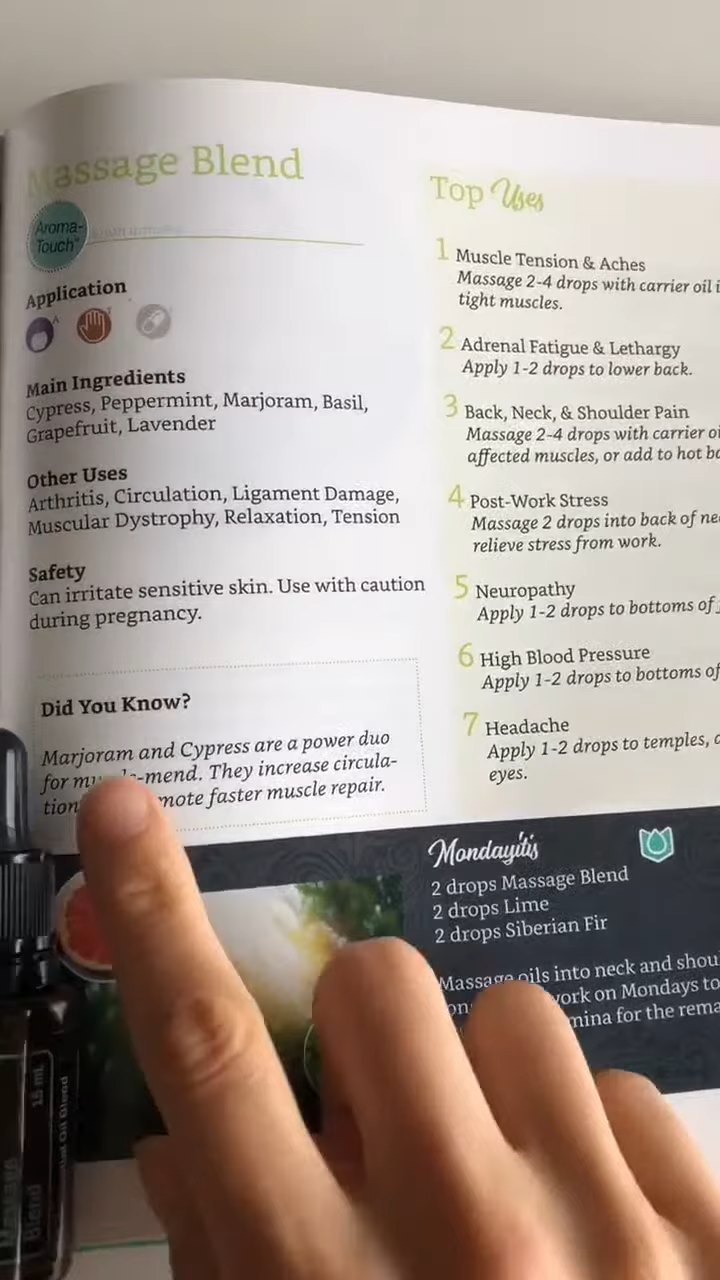 Massage Blend
Aroma-
Touch®
Application
Main Ingredients
Cypress, Peppermint, Marjoram, Basil,
Grapefruit, Lavender
Other Uses
Arthritis, Circulation, Ligament Damage,
Muscular Dystrophy, Relaxation, Tension
Safety
Can irritate sensitive skin. Use with caution
during pregnancy.
Did You Know?
Marjoram and Cypress are a power duo
for -mend. They increase circula-
tion faster muscle repair.
Top Uses
1 Muscle Tension & Aches
Massage 2-4 drops with carrier oil
tight muscles.
2 Adrenal Fatigue & Lethargy
Apply 1-2 drops to lower back.
3 Back, Neck, & Shoulder Pain
Massage 2-4 drops with carrier
affected muscles, or add to hot
4 Post-Work Stress
Massage 2 drops into back of
relieve stress from work.
5 Neuropathy
Apply 1-2 drops to bottoms of
6 High Blood Pressure
Apply 1-2 drops to bottoms of
7 Headache
Apply 1-2 drops to temples,
eyes.
Mondayitis
2 drops Massage Blend
2 drops Lime
2 drops Siberian Fir
Massage oils into neck and
work on Mondays to
for the
Massage
Blend
15 mL
Oil Blend